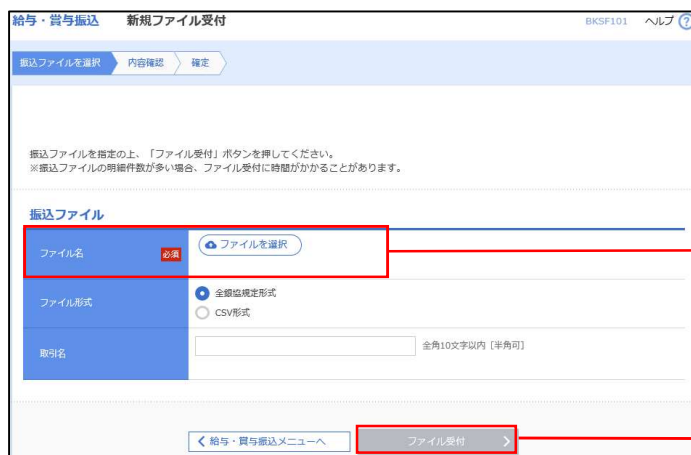 給与・賞与振込 新規ファイル受付 BKSF101 ヘルプ ?
振込ファイルを選択 内容確認 確定
振込ファイルを指定の上、「ファイル受付」ボタンを押してください。
※振込ファイルの明細件数が多い場合、ファイル受付に時間がかかることがあります。
振込ファイル
ファイル名 必須 ファイルを選択
ファイル形式 全銀協規定形式
CSV形式
取引名 全角10文字以内 [半角可]
給与・賞与振込メニューへ ファイル受付